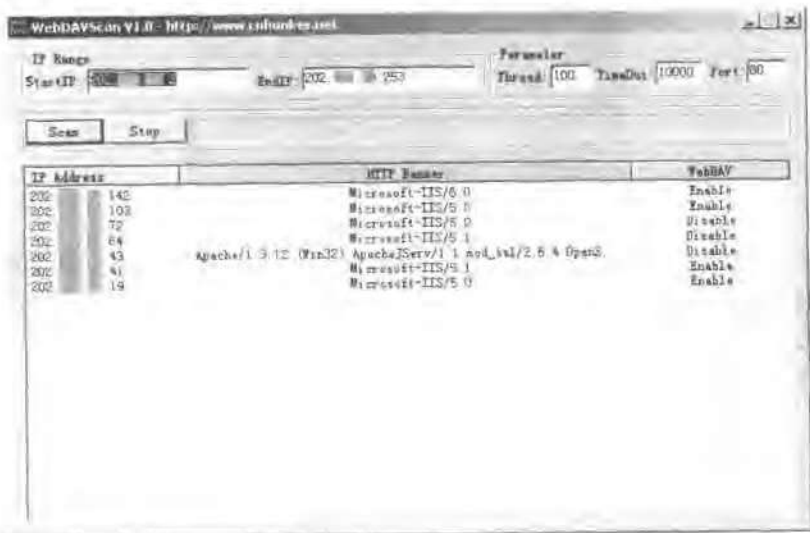 WebDAVScan V1.0 - http://www.cnhunker.net
IP Range
StartIP: EndIP: 202. 253
Parameter
Thread: 100 TimeOut: 10000 Port: 80
Scan Stop
IP Address HTTP Banner WebDAV
202 142 Microsoft-IIS/6.0 Enable
202 103 Microsoft-IIS/5.0 Enable
202 72 Microsoft-IIS/5.0 Disable
202 64 Microsoft-IIS/5.1 Disable
202 43 Apache/1.3.12 (Win32) ApacheJServ/1.1 mod_ssl/2.6.4 OpenS Disable
202 41 Microsoft-IIS/5.1 Enable
202 19 Microsoft-IIS/5.0 Enable